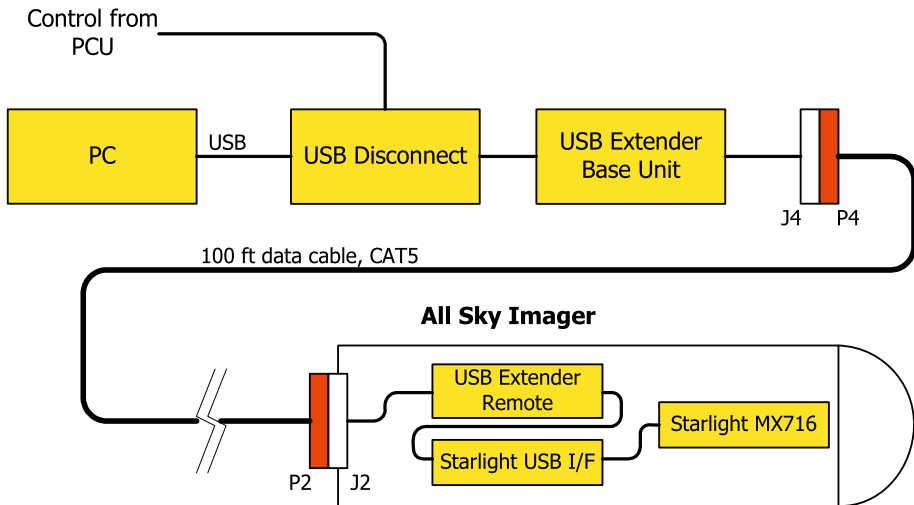 Control from
PCU
PC
USB
USB Disconnect
USB Extender
Base Unit
J4
P4
100 ft data cable, CAT5
All Sky Imager
USB Extender
Remote
Starlight MX716
Starlight USB I/F
P2
J2